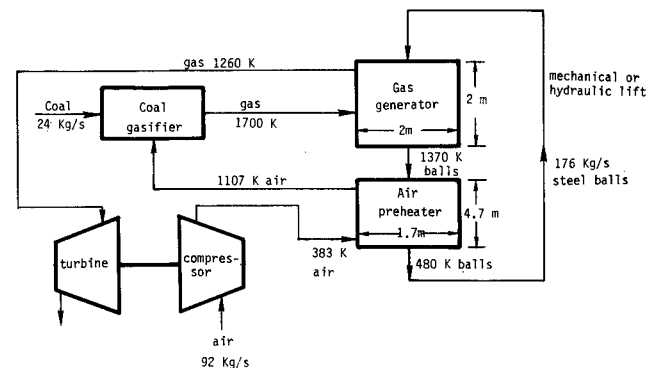 gas 1260 K
Coal
24 Kg/s
Coal
gasifier
gas
1700 K
Gas
generator
2m
2 m
mechanical or
hydraulic lift
1370 K
balls
176 Kg/s
steel balls
1107 K air
Air
preheater
1.7m
4.7 m
turbine
compres-
sor
383 K
air
480 K balls
air
92 Kg/s